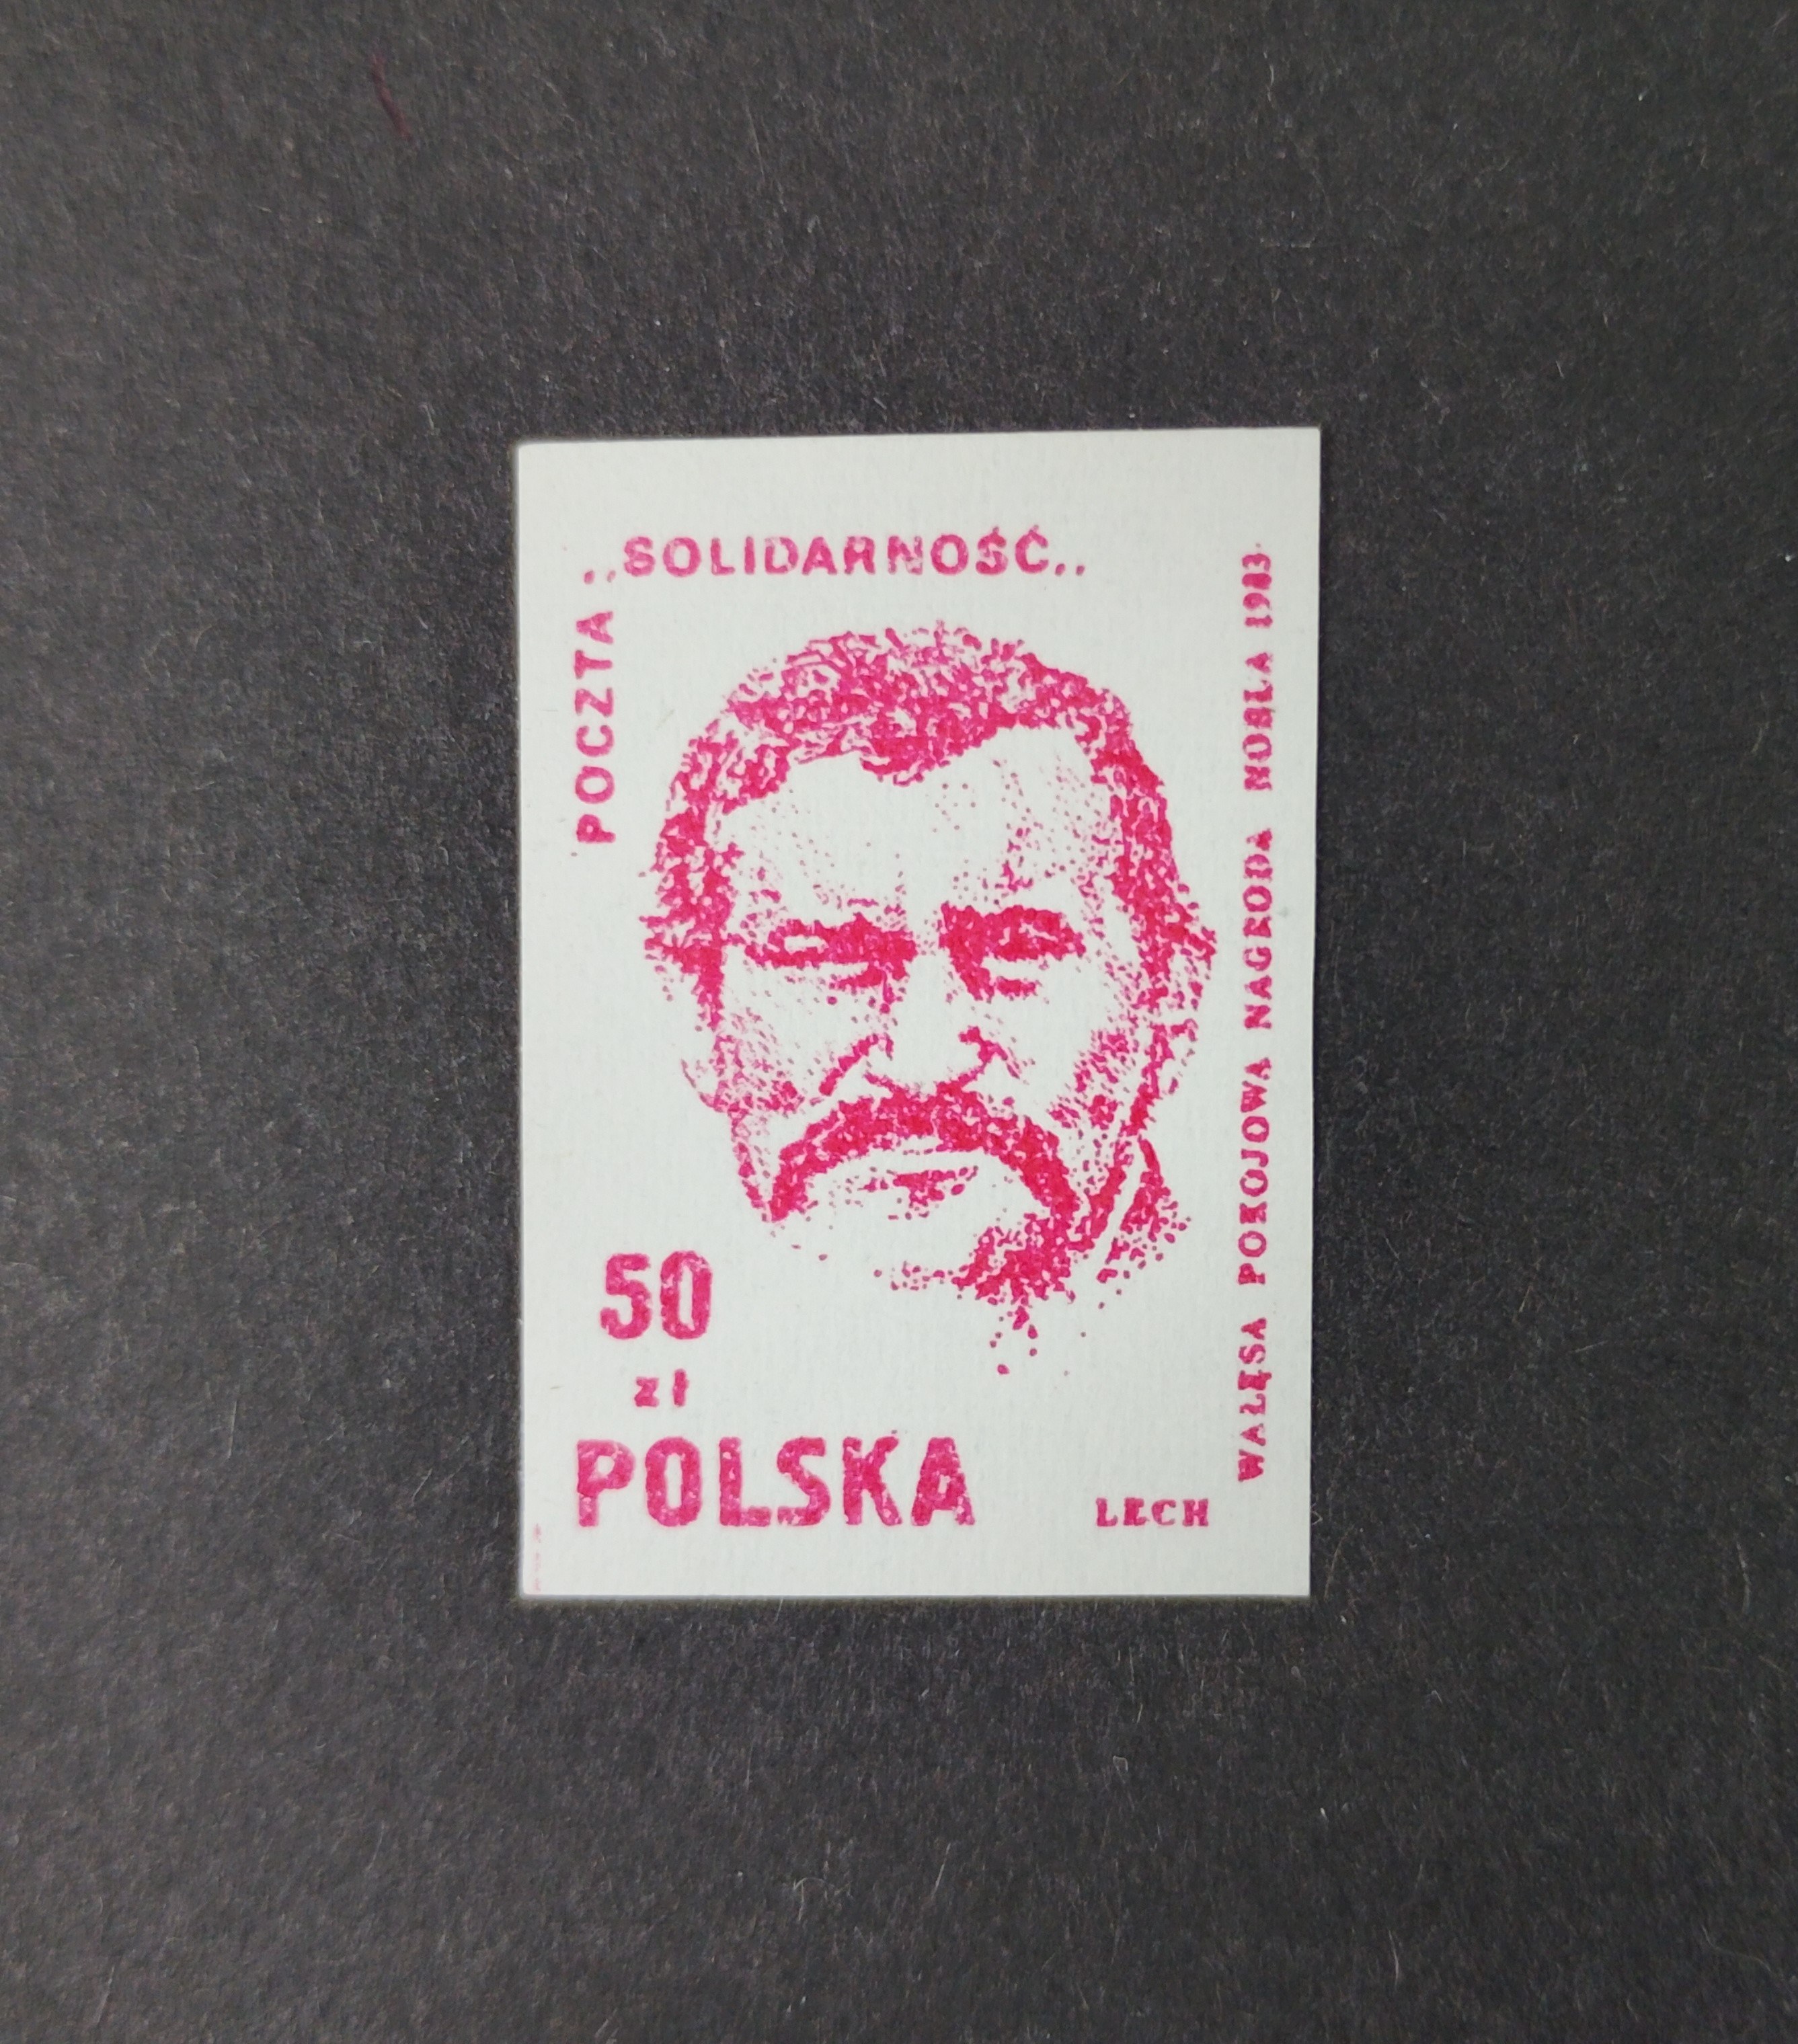 POCZTA
,,SOLIDARNOŚĆ,,
50
zł
POLSKA
LECH
WAŁĘSA POKOJOWA NAGRODA NOBLA 1983